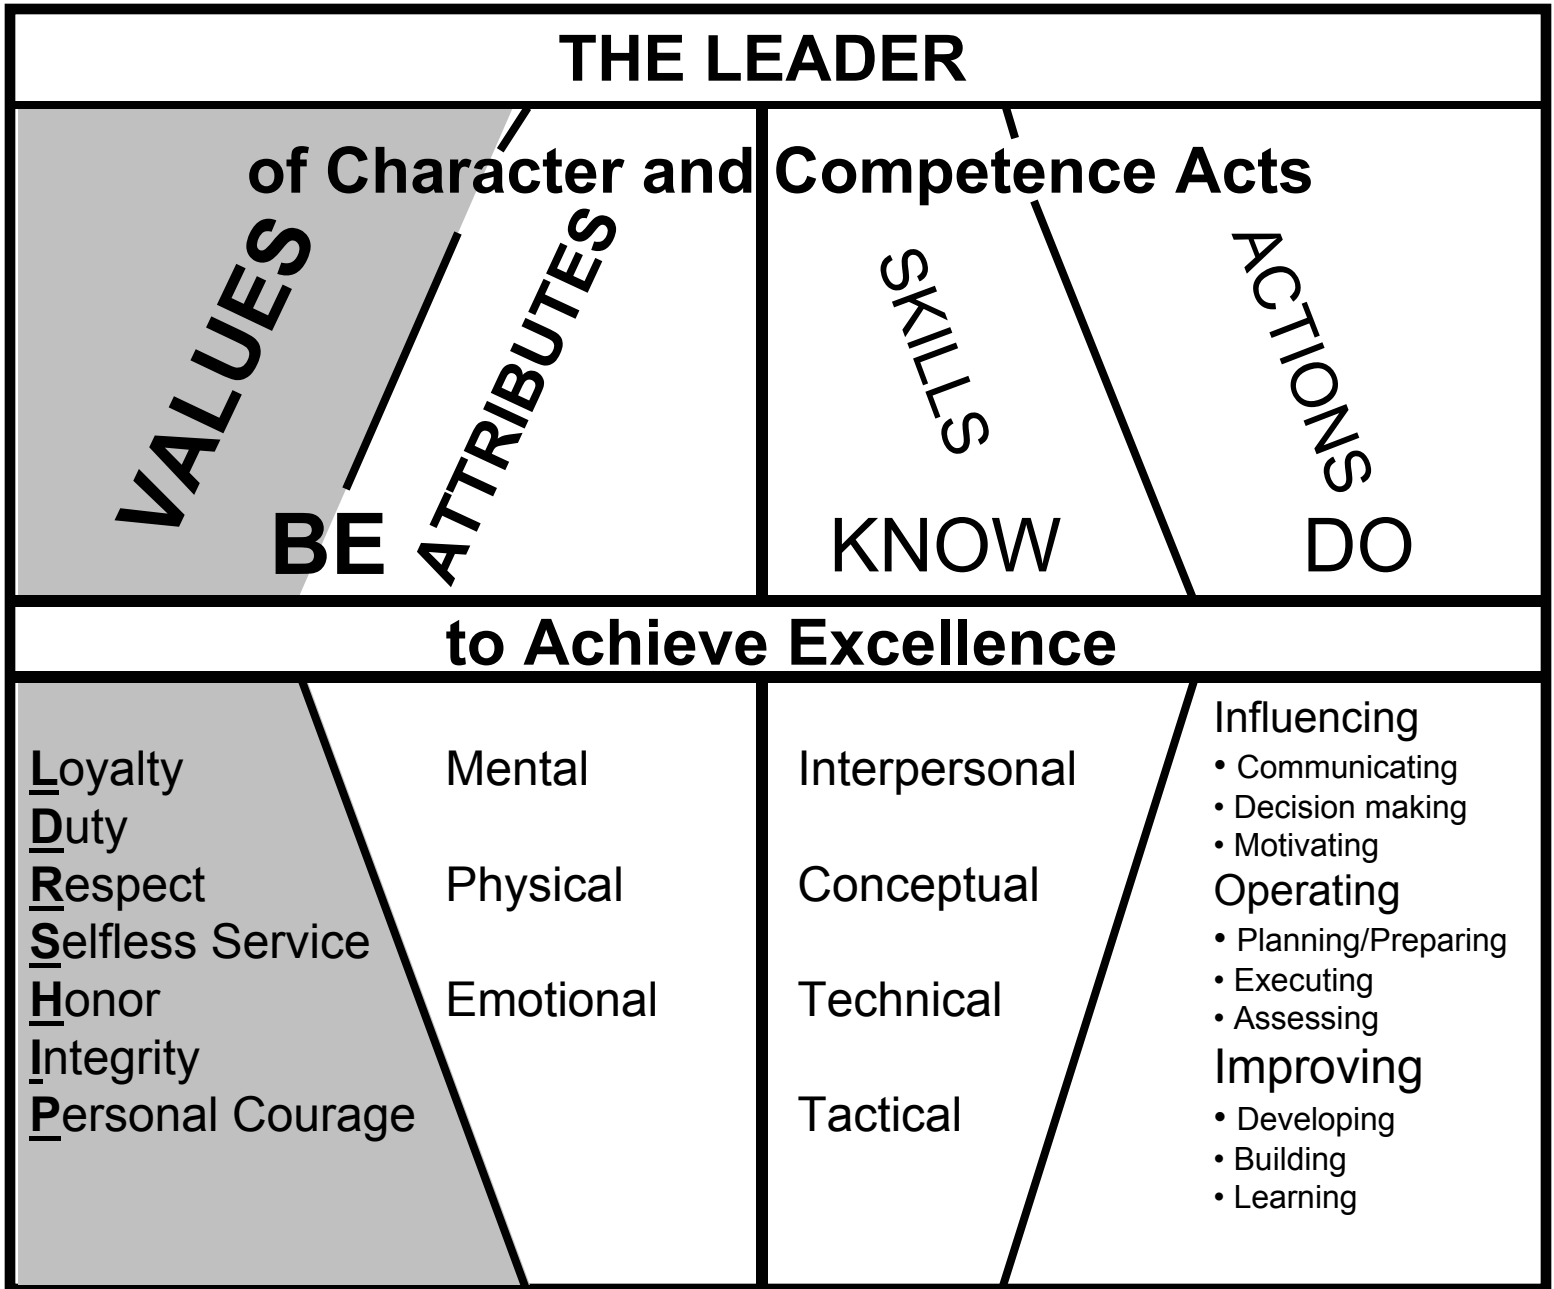 THE LEADER
of Character and Competence Acts
VALUES
ATTRIBUTES
SKILLS
ACTIONS
BE
KNOW
DO
to Achieve Excellence
Loyalty
Duty
Respect
Selfless Service
Honor
Integrity
Personal Courage
Mental
Physical
Emotional
Interpersonal
Conceptual
Technical
Tactical
Influencing
• Communicating
• Decision making
• Motivating
Operating
• Planning/Preparing
• Executing
• Assessing
Improving
• Developing
• Building
• Learning